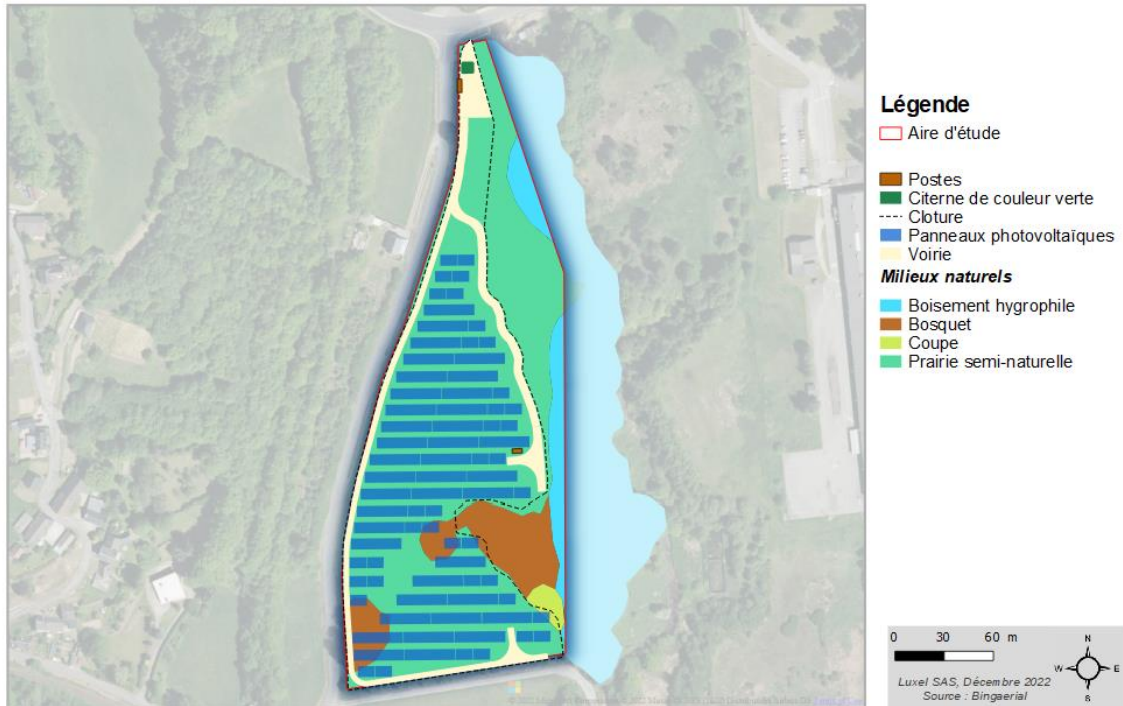 Légende
Aire d'étude
Postes
Citerne de couleur verte
Cloture
Panneaux photovoltaïques
Voirie
Milieux naturels
Boisement hygrophile
Bosquet
Coupe
Prairie semi-naturelle
0 30 60 m
N
W E
S
Luxel SAS, Décembre 2022
Source : Bingaerial